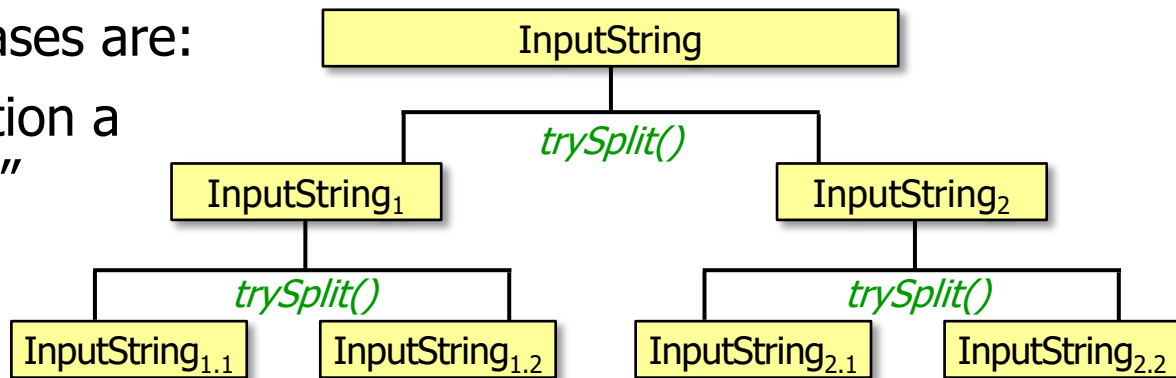 ases are:
tion a
”
InputString
trySplit()
InputString₁ InputString₂
trySplit() trySplit()
InputString₁.₁ InputString₁.₂ InputString₂.₁ InputString₂.₂